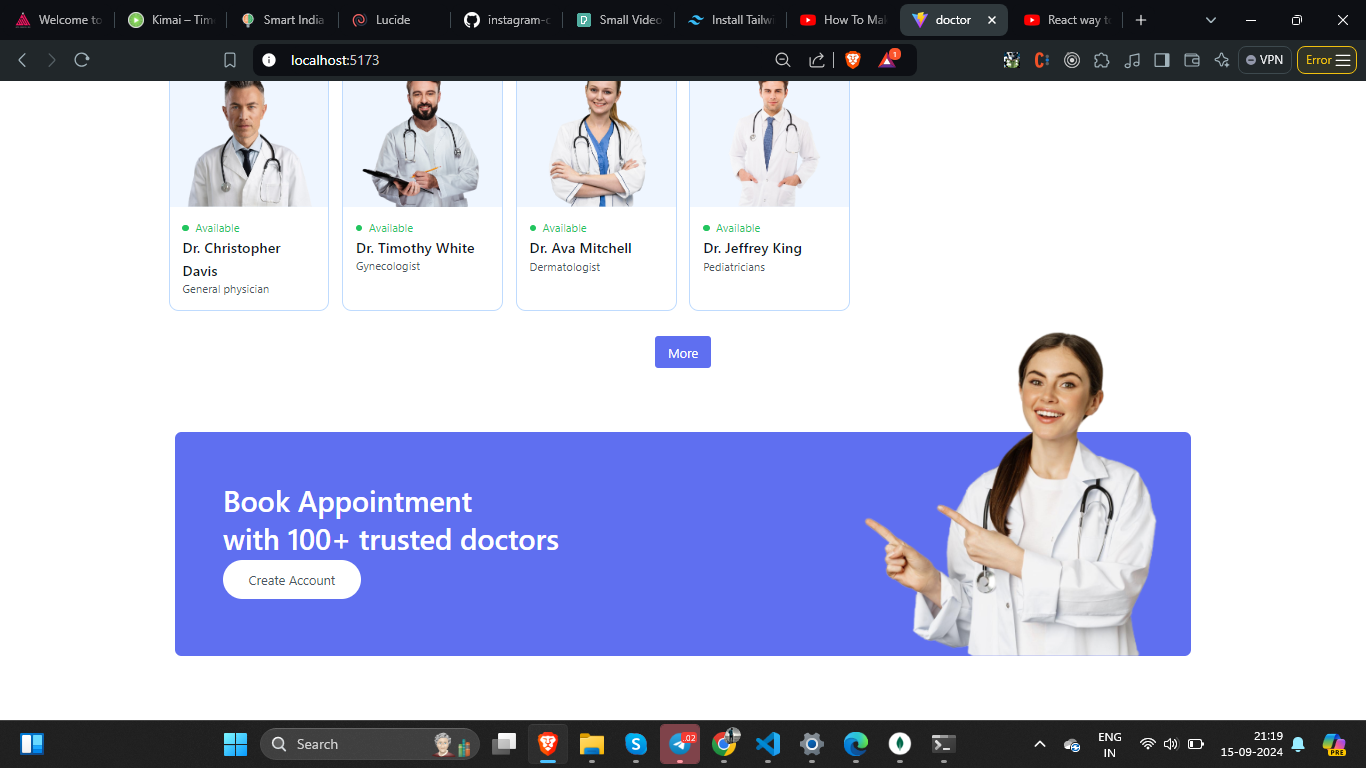 Welcome to
Kimai – Time
Smart India
Lucide
instagram-c
Small Video
Install Tailwi
How To Mak
doctor
React way to
localhost:5173
1
VPN
Error
Available
Available
Available
Available
Dr. Christopher
Davis
General physician
Dr. Timothy White
Gynecologist
Dr. Ava Mitchell
Dermatologist
Dr. Jeffrey King
Pediatricians
More
Book Appointment
with 100+ trusted doctors
Create Account
Search
02
ENG
IN
21:19
15-09-2024
PRE